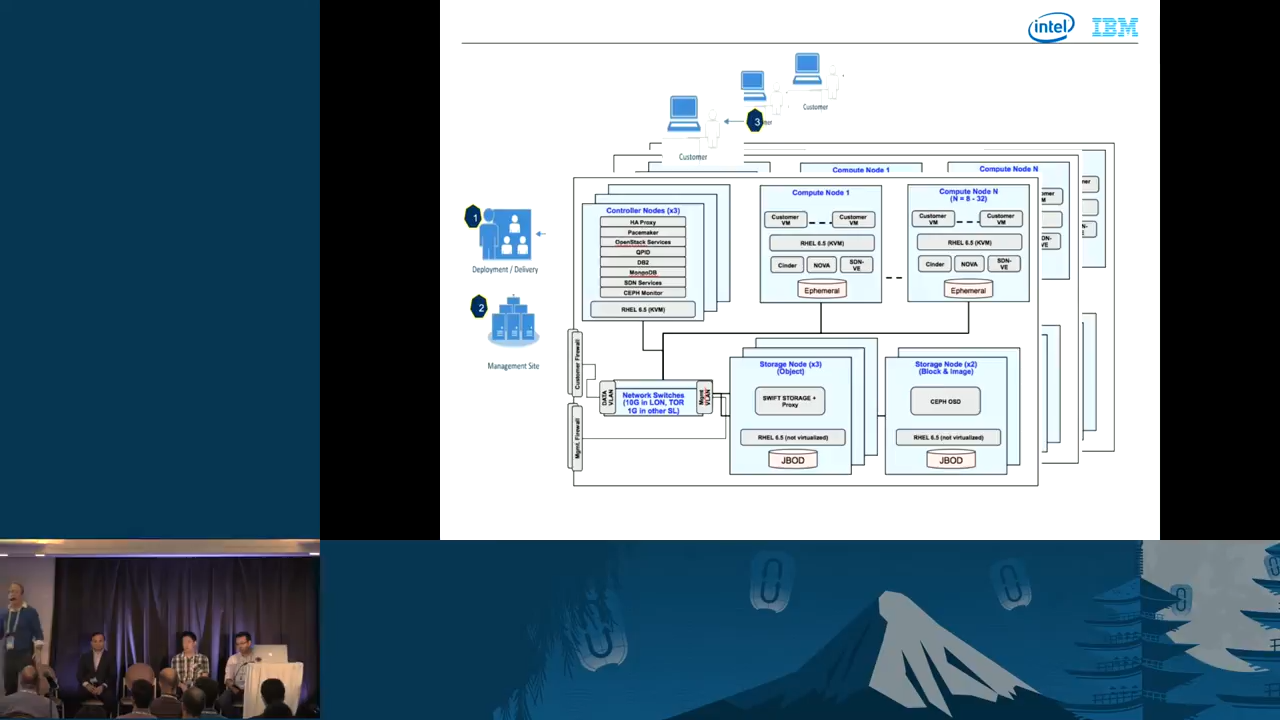 intel IBM
Customer
Customer
3
1
Deployment / Delivery
2
Management Site
Compute Node 1
Compute Node N
Controller Nodes (x3)
HA Proxy
Pacemaker
OpenStack Services
QPID
DB2
MongoDB
SDN Services
CEPH Monitor
RHEL 6.5 (KVM)
Compute Node 1
Customer
VM
Customer
VM
RHEL 6.5 (KVM)
Cinder
NOVA
SDN-
VE
Ephemeral
Compute Node N
(N = 8 - 32)
Customer
VM
Customer
VM
RHEL 6.5 (KVM)
Cinder
NOVA
SDN-
VE
Ephemeral
Customer Firewall
Mgmt. Firewall
DATA
VLAN
Network Switches
(10G in LON, TOR
1G in other SL)
Mgmt
VLAN
Storage Node (x3)
(Object)
SWIFT STORAGE +
Proxy
RHEL 6.5 (not virtualized)
JBOD
Storage Node (x2)
(Block & Image)
CEPH OSD
RHEL 6.5 (not virtualized)
JBOD